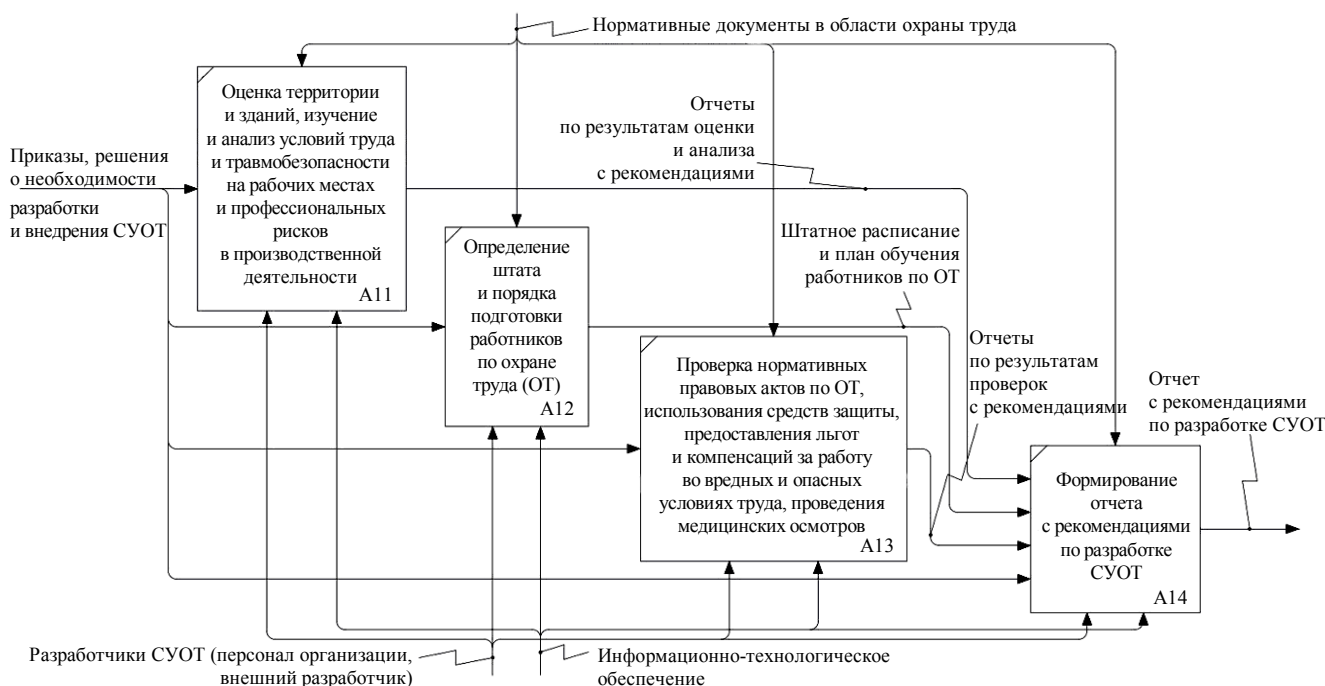 Нормативные документы в области охраны труда
Приказы, решения
о необходимости
разработки
и внедрения СУОТ
Оценка территории
и зданий, изучение
и анализ условий труда
и травмобезопасности
на рабочих местах
и профессиональных
рисков
в производственной
деятельности
А11
Отчеты
по результатам оценки
и анализа
с рекомендациями
Определение
штата
и порядка
подготовки
работников
по охране
труда (ОТ)
А12
Штатное расписание
и план обучения
работников по ОТ
Проверка нормативных
правовых актов по ОТ,
использования средств защиты,
предоставления льгот
и компенсаций за работу
во вредных и опасных
условиях труда, проведения
медицинских осмотров
А13
Отчеты
по результатам
проверок
с рекомендациями
Отчет
с рекомендациями
по разработке СУОТ
Формирование
отчета
с рекомендациями
по разработке
СУОТ
А14
Разработчики СУОТ (персонал организации,
внешний разработчик)
Информационно-технологическое
обеспечение